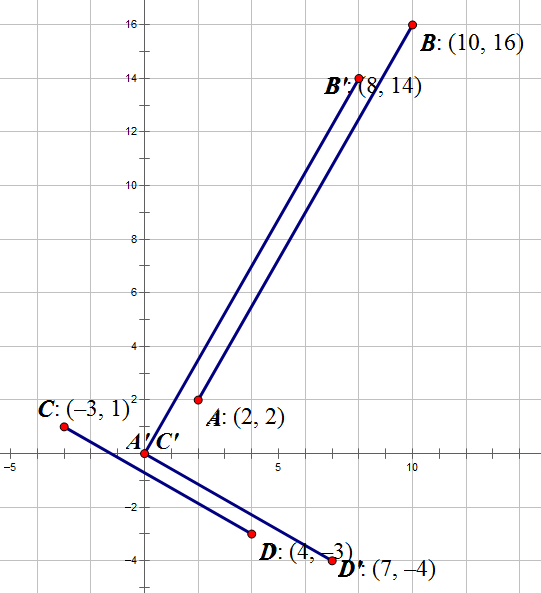 16
B: (10, 16)
14
B': (8, 14)
12
10
8
6
4
2
C: (–3, 1)
A: (2, 2)
A' C'
–5
5
10
–2
D: (4, –3)
–4
D': (7, –4)